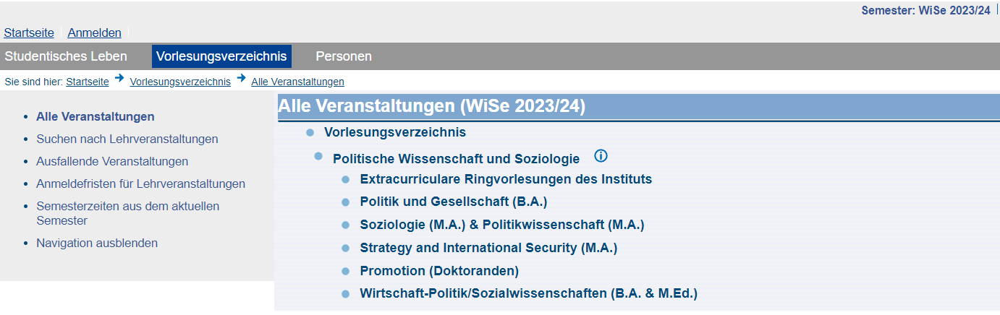 Semester: WiSe 2023/24
Startseite Anmelden
Studentisches Leben Vorlesungsverzeichnis Personen
Sie sind hier: Startseite Vorlesungsverzeichnis Alle Veranstaltungen
Alle Veranstaltungen
Suchen nach Lehrveranstaltungen
Ausfallende Veranstaltungen
Anmeldefristen für Lehrveranstaltungen
Semesterzeiten aus dem aktuellen
Semester
Navigation ausblenden
Alle Veranstaltungen (WiSe 2023/24)
Vorlesungsverzeichnis
Politische Wissenschaft und Soziologie
Extracurriculare Ringvorlesungen des Instituts
Politik und Gesellschaft (B.A.)
Soziologie (M.A.) & Politikwissenschaft (M.A.)
Strategy and International Security (M.A.)
Promotion (Doktoranden)
Wirtschaft-Politik/Sozialwissenschaften (B.A. & M.Ed.)